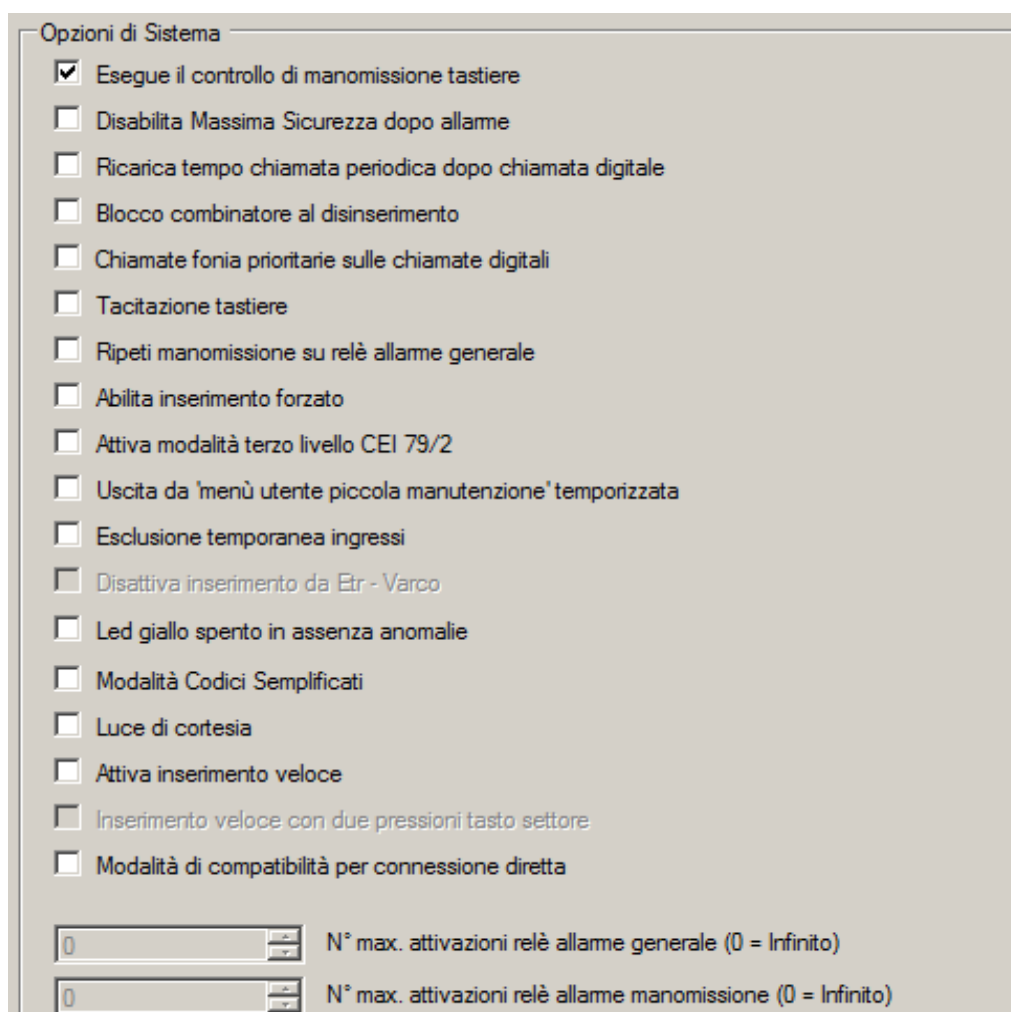 Opzioni di Sistema
Esegue il controllo di manomissione tastiere
Disabilita Massima Sicurezza dopo allarme
Ricarica tempo chiamata periodica dopo chiamata digitale
Blocco combinatore al disinserimento
Chiamate fonia prioritarie sulle chiamate digitali
Tacitazione tastiere
Ripeti manomissione su relè allarme generale
Abilita inserimento forzato
Attiva modalità terzo livello CEI 79/2
Uscita da 'menù utente piccola manutenzione' temporizzata
Esclusione temporanea ingressi
Disattiva inserimento da Etr - Varco
Led giallo spento in assenza anomalie
Modalità Codici Semplificati
Luce di cortesia
Attiva inserimento veloce
Inserimento veloce con due pressioni tasto settore
Modalità di compatibilità per connessione diretta
0 N° max. attivazioni relè allarme generale (0 = Infinito)
0 N° max. attivazioni relè allarme manomissione (0 = Infinito)